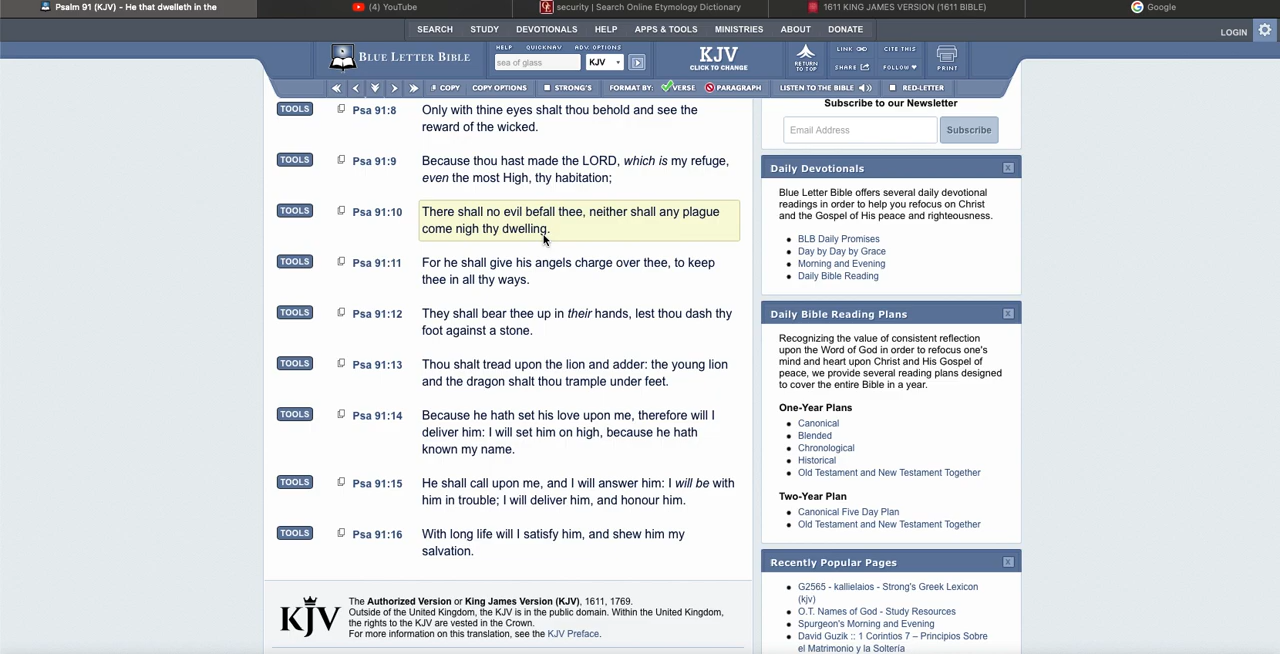 Psalm 91 (KJV) - He that dwelleth in the
(4) YouTube
security | Search Online Etymology Dictionary
1611 KING JAMES VERSION (1611 BIBLE)
Google
SEARCH STUDY DEVOTIONALS HELP APPS & TOOLS MINISTRIES ABOUT DONATE
LOGIN
BLUE LETTER BIBLE
HELP QUICKNAV ADV. OPTIONS
sea of glass KJV
KJV
CLICK TO CHANGE
RETURN
TO TOP
LINK CITE THIS
SHARE FOLLOW
PRINT
COPY COPY OPTIONS STRONG'S FORMAT BY: VERSE PARAGRAPH LISTEN TO THE BIBLE RED-LETTER
TOOLS Psa 91:8 Only with thine eyes shalt thou behold and see the
reward of the wicked.
TOOLS Psa 91:9 Because thou hast made the LORD, which is my refuge,
even the most High, thy habitation;
TOOLS Psa 91:10 There shall no evil befall thee, neither shall any plague
come nigh thy dwelling.
TOOLS Psa 91:11 For he shall give his angels charge over thee, to keep
thee in all thy ways.
TOOLS Psa 91:12 They shall bear thee up in their hands, lest thou dash thy
foot against a stone.
TOOLS Psa 91:13 Thou shalt tread upon the lion and adder: the young lion
and the dragon shalt thou trample under feet.
TOOLS Psa 91:14 Because he hath set his love upon me, therefore will I
deliver him: I will set him on high, because he hath
known my name.
TOOLS Psa 91:15 He shall call upon me, and I will answer him: I will be with
him in trouble; I will deliver him, and honour him.
TOOLS Psa 91:16 With long life will I satisfy him, and shew him my
salvation.
KJV
The Authorized Version or King James Version (KJV), 1611, 1769.
Outside of the United Kingdom, the KJV is in the public domain. Within the United Kingdom,
the rights to the KJV are vested in the Crown.
For more information on this translation, see the KJV Preface.
Subscribe to our Newsletter
Email Address Subscribe
Daily Devotionals X
Blue Letter Bible offers several daily devotional
readings in order to help you refocus on Christ
and the Gospel of His peace and righteousness.
BLB Daily Promises
Day by Day by Grace
Morning and Evening
Daily Bible Reading
Daily Bible Reading Plans X
Recognizing the value of consistent reflection
upon the Word of God in order to refocus one's
mind and heart upon Christ and His Gospel of
peace, we provide several reading plans designed
to cover the entire Bible in a year.
One-Year Plans
Canonical
Blended
Chronological
Historical
Old Testament and New Testament Together
Two-Year Plan
Canonical Five Day Plan
Old Testament and New Testament Together
Recently Popular Pages X
G2565 - kallielaios - Strong's Greek Lexicon
(kjv)
O.T. Names of God - Study Resources
Spurgeon's Morning and Evening
David Guzik :: 1 Corintios 7 – Principios Sobre
el Matrimonio y la Soltería